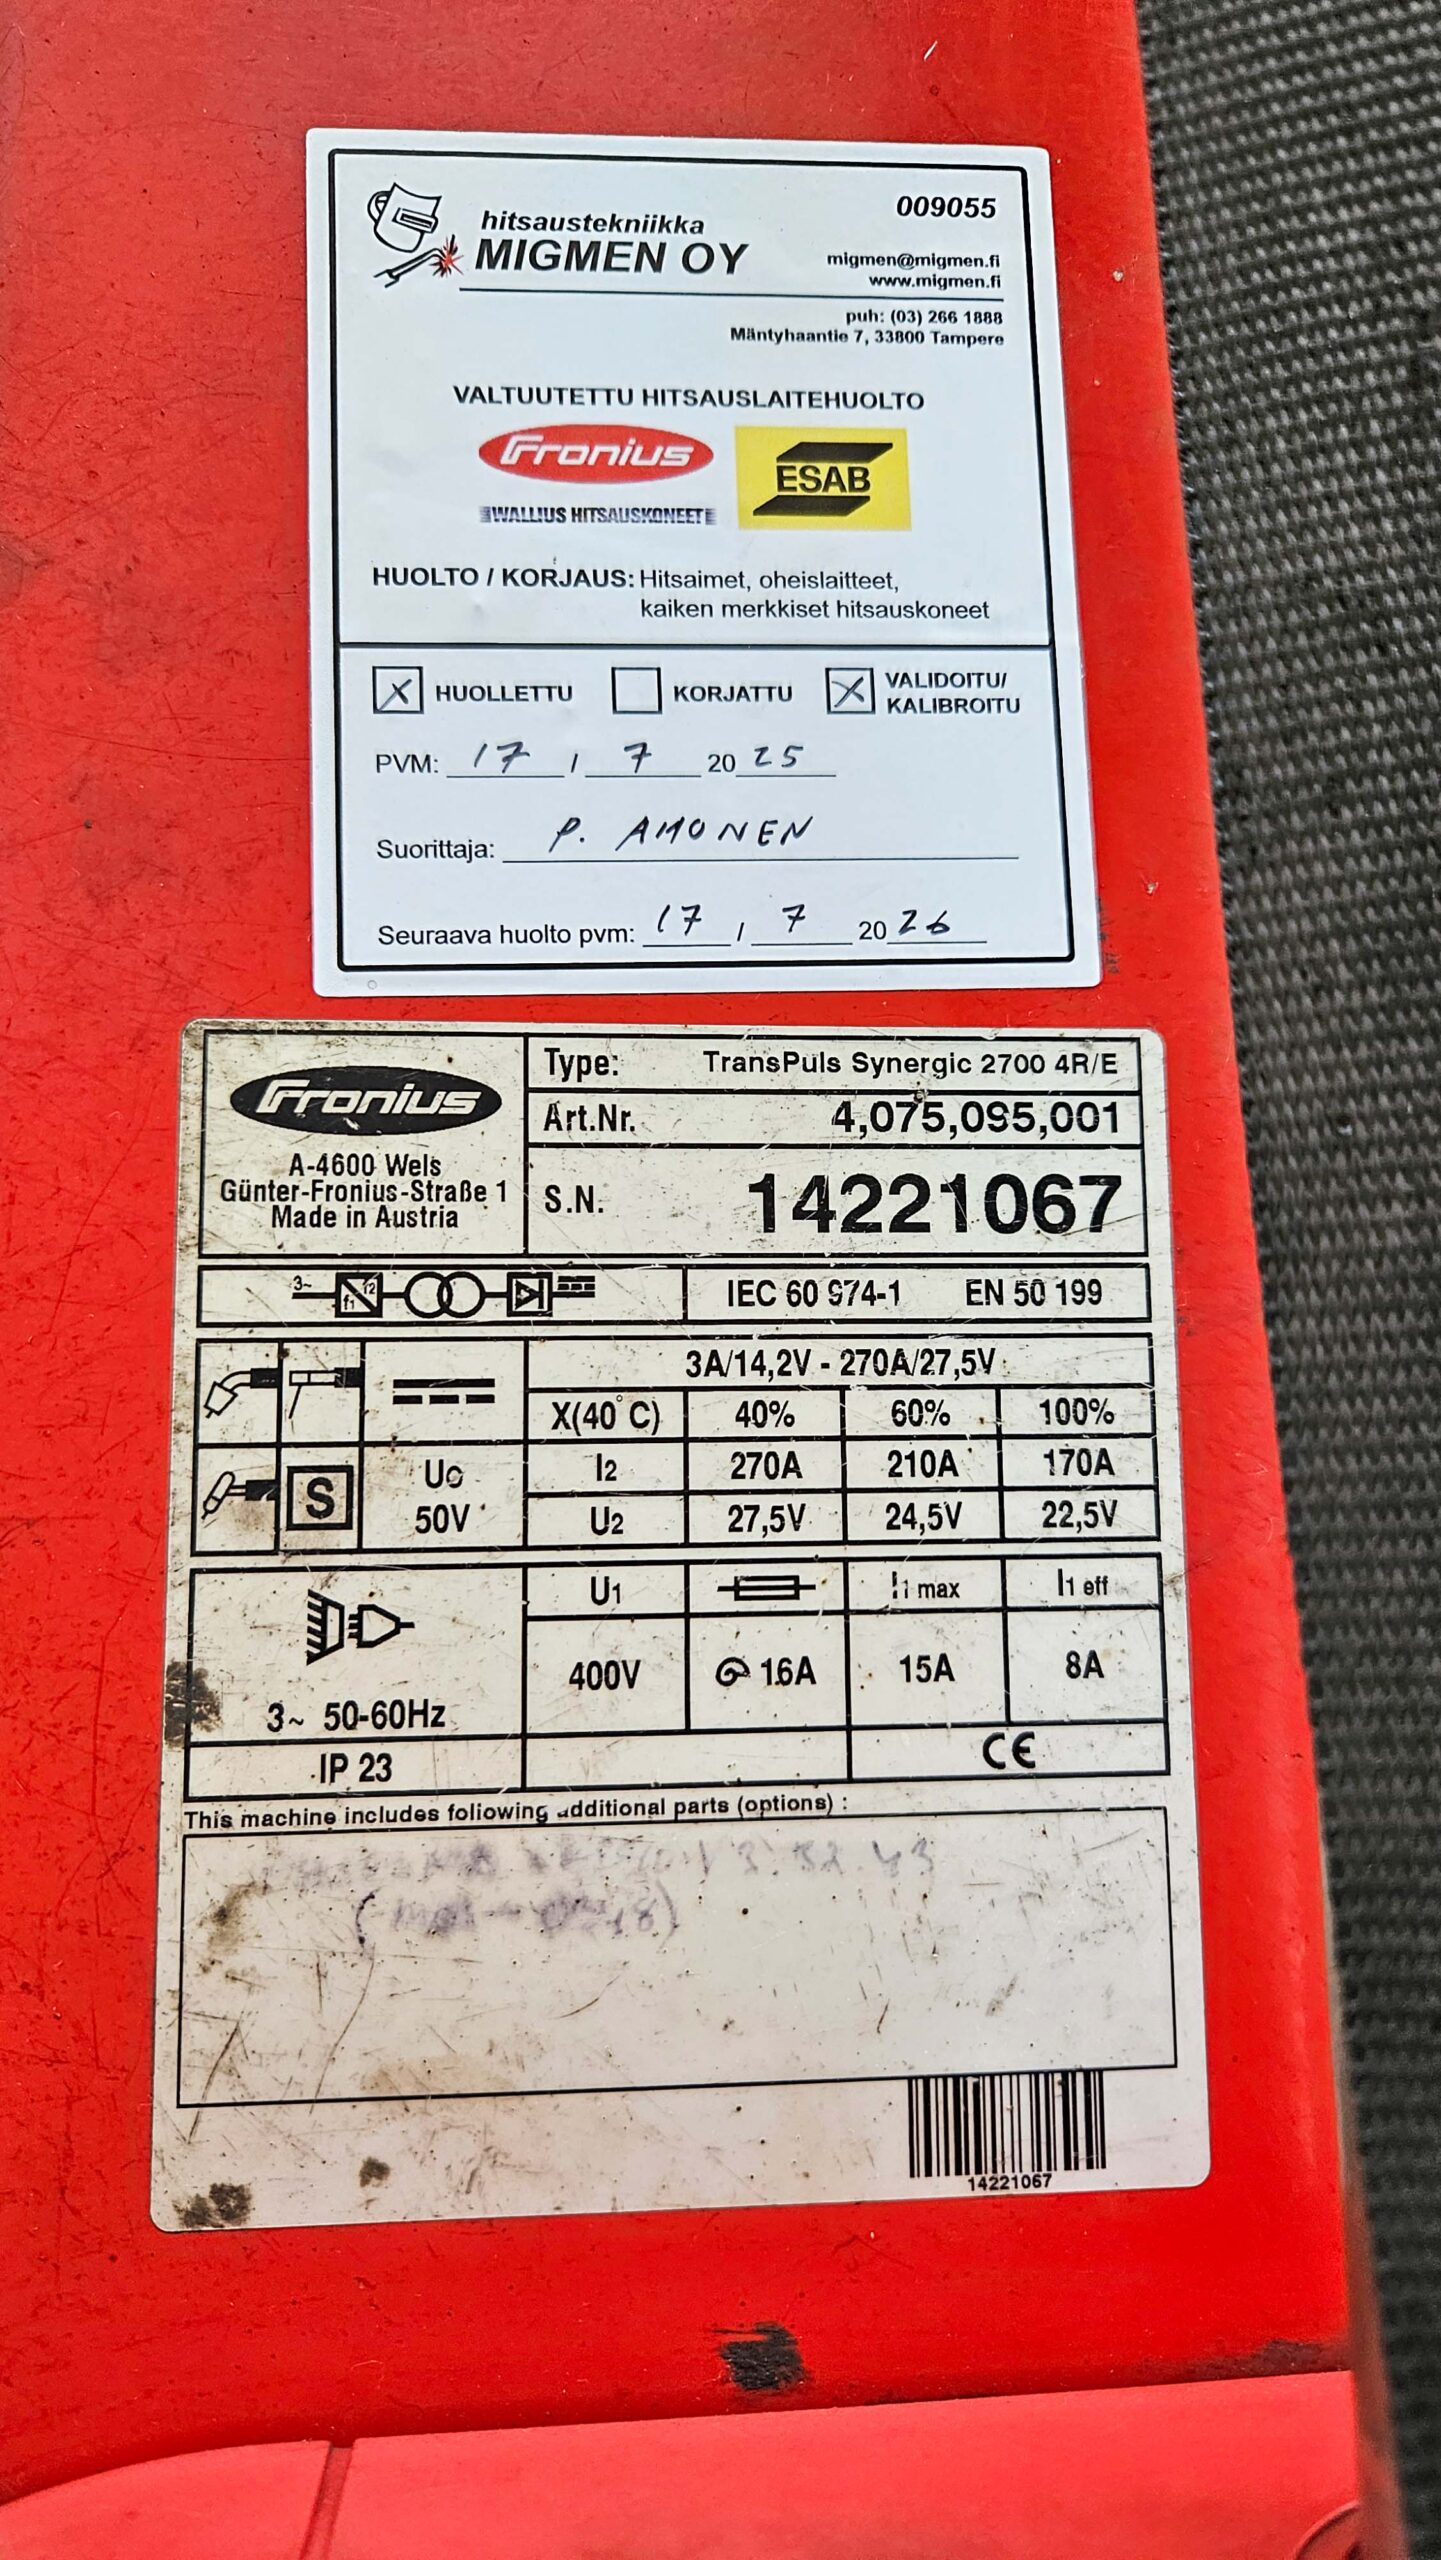 009055
hitsaustekniikka
MIGMEN OY
migmen@migmen.fi
www.migmen.fi
puh: (03) 266 1888
Mäntyhaantie 7, 33800 Tampere
VALTUUTETTU HITSAUSLAITEHUOLTO
Fronius
ESAB
WALLIUS HITSAUSKONEET
HUOLTO / KORJAUS: Hitsaimet, oheislaitteet,
kaiken merkkiset hitsauskoneet
X HUOLLETTU KORJATTU X VALIDOITU/
KALIBROITU
PVM: 17 / 7 2025
Suorittaja: P. AHONEN
Seuraava huolto pvm: 17 / 7 2026
Fronius
A-4600 Wels
Günter-Fronius-Straße 1
Made in Austria
Type: TransPuls Synergic 2700 4R/E
Art.Nr. 4,075,095,001
S.N. 14221067
3~ f1 f2
IEC 60 974-1 EN 50 199
3A/14,2V - 270A/27,5V
X(40°C) 40% 60% 100%
S
U0
50V
I2 270A 210A 170A
U2 27,5V 24,5V 22,5V
U1 I1 max I1 eff
400V 16A 15A 8A
3~ 50-60Hz
IP 23
CE
This machine includes following additional parts (options) :
14221067